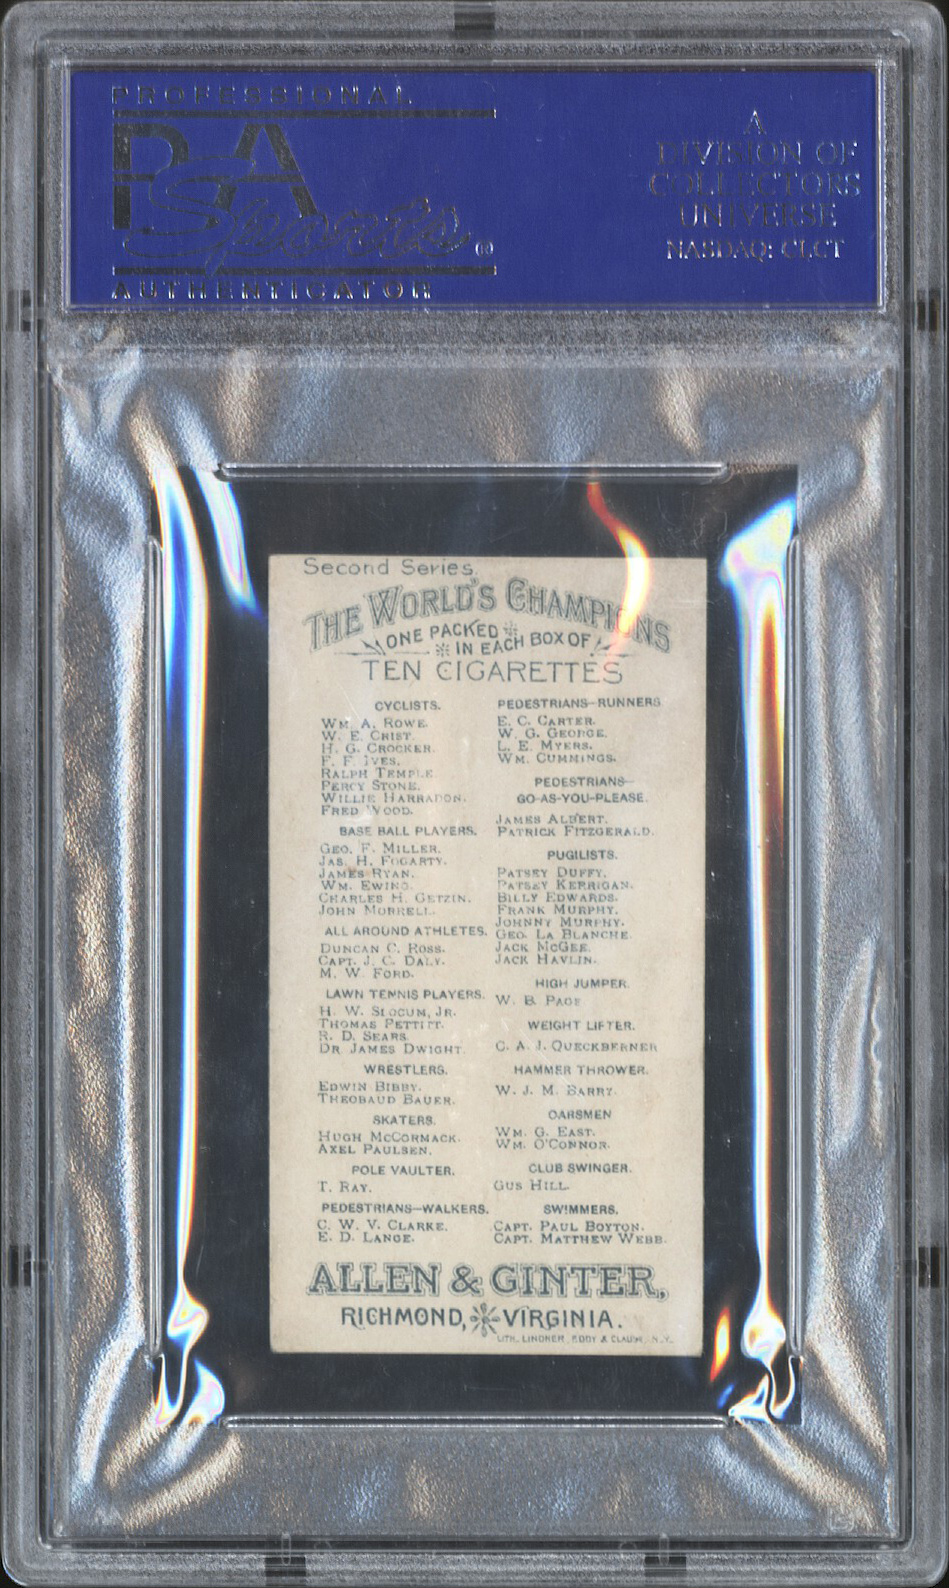 PROFESSIONAL
PSA
Sports ®
AUTHENTICATOR
A
DIVISION OF
COLLECTORS
UNIVERSE
NASDAQ: CLCT
Second Series.
THE WORLD'S CHAMPIONS
ONE PACKED
IN EACH BOX OF
TEN CIGARETTES
CYCLISTS.
WM. A. ROWE.
W. E. CRIST.
H. G. CROCKER.
F. F. IVES.
RALPH TEMPLE
PERCY STONE.
WILLIE HARRADON.
FRED WOOD.
BASE BALL PLAYERS.
GEO. F. MILLER.
JAS. H. FOGARTY.
JAMES RYAN.
WM. EWING.
CHARLES H. GETZIN.
JOHN MORRELL.
ALL AROUND ATHLETES.
DUNCAN C. ROSS.
CAPT. J. C. DALY.
M. W. FORD.
LAWN TENNIS PLAYERS.
H. W. SLOCUM, JR.
THOMAS PETTITT.
R. D. SEARS.
DR JAMES DWIGHT.
WRESTLERS.
EDWIN BIBBY.
THEOBAUD BAUER.
SKATERS.
HUGH MCCORMACK.
AXEL PAULSEN.
POLE VAULTER.
T. RAY.
PEDESTRIANS-WALKERS.
C. W. V. CLARKE.
E. D. LANGE.
PEDESTRIANS-RUNNERS
E. C. CARTER.
W. G. GEORGE.
L. E. MYERS.
WM. CUMMINGS.
PEDESTRIANS-
GO-AS-YOU-PLEASE.
JAMES ALBERT.
PATRICK FITZGERALD.
PUGILISTS.
PATSEY DUFFY.
PATSEY KERRIGAN.
BILLY EDWARDS.
FRANK MURPHY.
JOHNNY MURPHY.
GEO. LA BLANCHE.
JACK MCGEE.
JACK HAVLIN.
HIGH JUMPER.
W. B. PAGE
WEIGHT LIFTER.
C. A. J. QUECKBERNER
HAMMER THROWER.
W. J. M. BARRY.
OARSMEN
WM. G. EAST.
WM. O'CONNOR.
CLUB SWINGER.
GUS HILL.
SWIMMERS.
CAPT. PAUL BOYTON.
CAPT. MATTHEW WEBB.
ALLEN & GINTER,
RICHMOND, VIRGINIA.
LITH. LINDNER, EDDY & CLAUSS, N.Y.